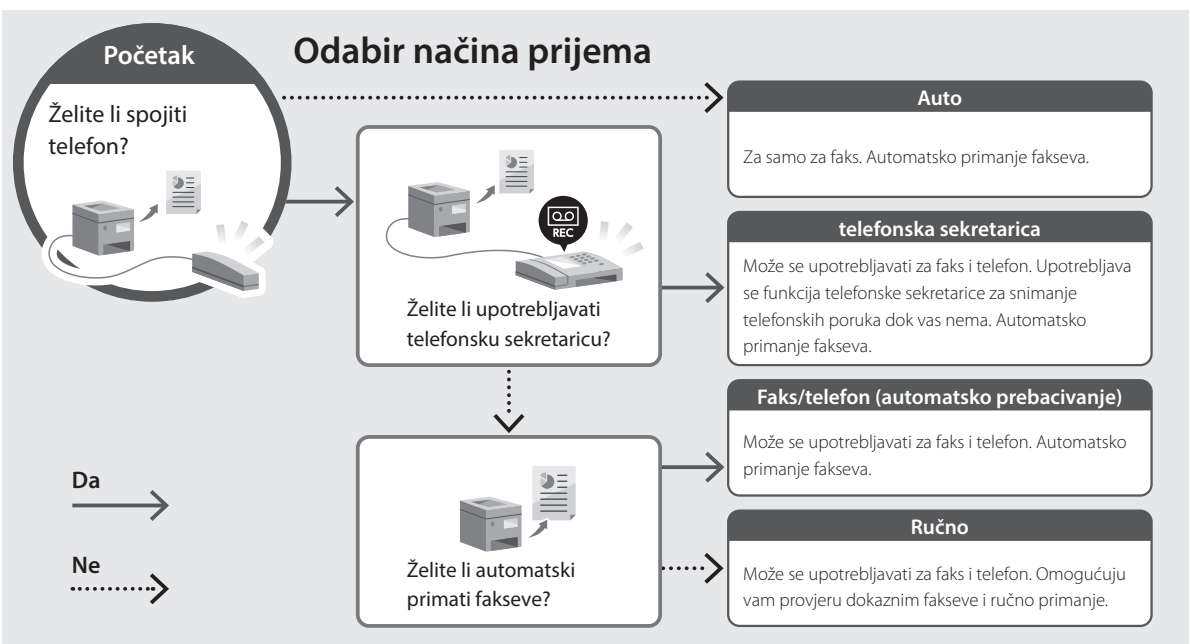 Početak
Odabir načina prijema
Želite li spojiti
telefon?
Auto
Za samo za faks. Automatsko primanje fakseva.
REC
Želite li upotrebljavati
telefonsku sekretaricu?
telefonska sekretarica
Može se upotrebljavati za faks i telefon. Upotrebljava
se funkcija telefonske sekretarice za snimanje
telefonskih poruka dok vas nema. Automatsko
primanje fakseva.
Faks/telefon (automatsko prebacivanje)
Može se upotrebljavati za faks i telefon. Automatsko
primanje fakseva.
Želite li automatski
primati fakseve?
Ručno
Može se upotrebljavati za faks i telefon. Omogućuju
vam provjeru dokaznim fakseve i ručno primanje.
Da
Ne